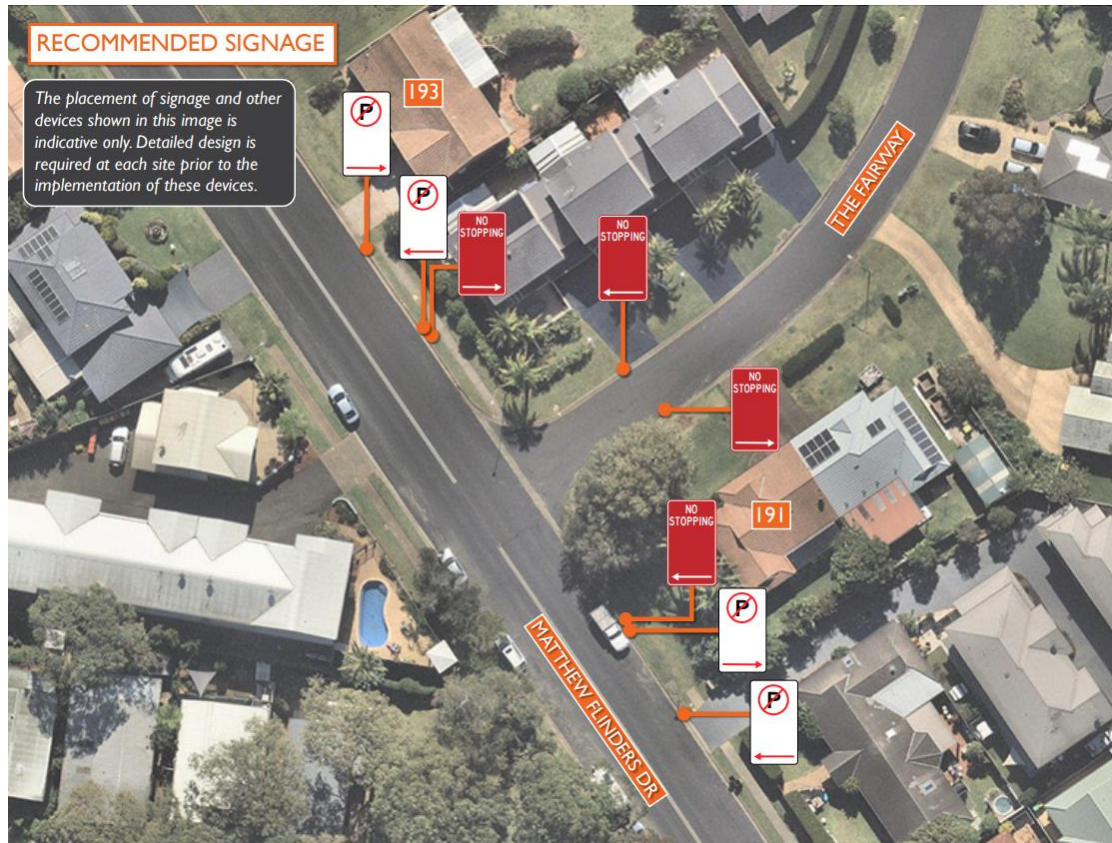 RECOMMENDED SIGNAGE
The placement of signage and other
devices shown in this image is
indicative only. Detailed design is
required at each site prior to the
implementation of these devices.
P
193
P
NO
STOPPING
NO
STOPPING
THE FAIRWAY
NO
STOPPING
NO
STOPPING
191
P
P
MATTHEW FLINDERS DR